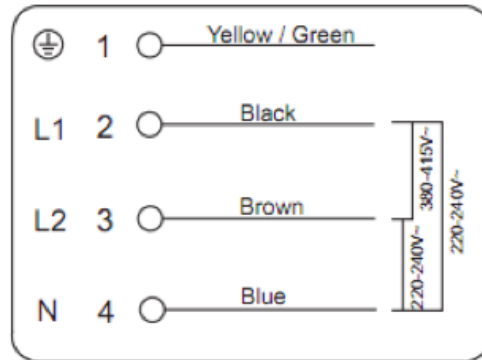 1 Yellow / Green
L1 2 Black
L2 3 Brown
N 4 Blue
380-415V~
220-240V~
220-240V~